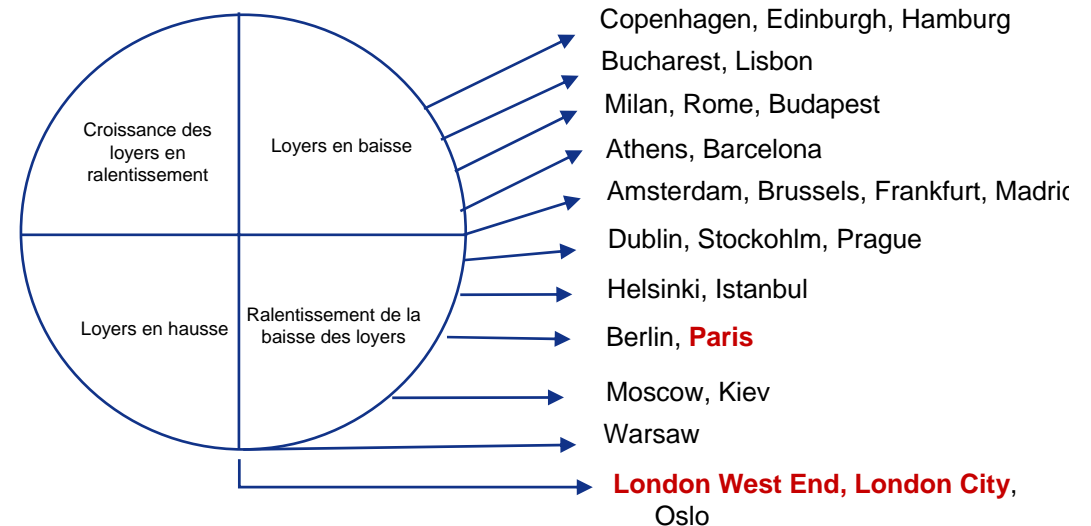 Copenhagen, Edinburgh, Hamburg
Bucharest, Lisbon
Milan, Rome, Budapest
Athens, Barcelona
Amsterdam, Brussels, Frankfurt, Madrid
Dublin, Stockohlm, Prague
Helsinki, Istanbul
Berlin, Paris
Moscow, Kiev
Warsaw
London West End, London City,
Oslo
Croissance des
loyers en
ralentissement
Loyers en baisse
Loyers en hausse
Ralentissement de la
baisse des loyers